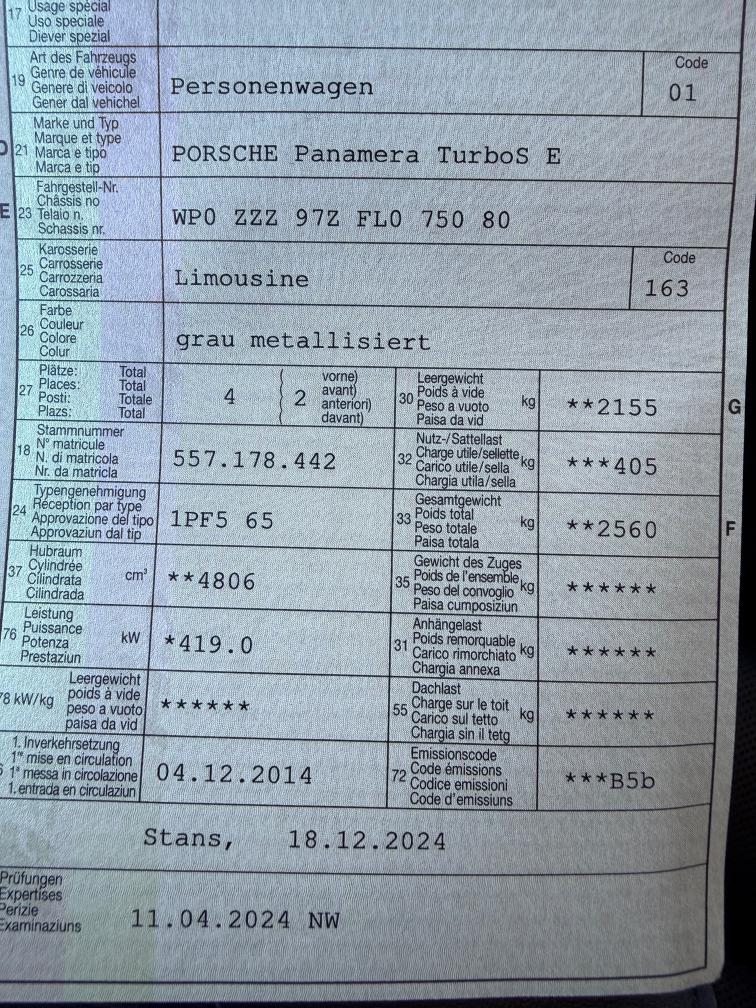 17 Usage spécial
Uso speciale
Diever spezial
19 Art des Fahrzeugs
Genre de véhicule
Genere di veicolo
Gener dal vehichel
Personenwagen
Code
01
21 Marke und Typ
Marque et type
Marca e tipo
Marca e tip
PORSCHE Panamera TurboS E
E
23 Fahrgestell-Nr.
Châssis no
Telaio n.
Schassis nr.
WP0 ZZZ 97Z FL0 750 80
25 Karosserie
Carrosserie
Carrozzeria
Carossaria
Limousine
Code
163
26 Farbe
Couleur
Colore
Colur
grau metallisiert
27 Plätze: Total
Places: Total
Posti: Totale
Plazs: Total
4 ( 2 vorne)
avant)
anteriori)
davant)
30 Leergewicht
Poids à vide
Peso a vuoto
Paisa da vid
kg
**2155
G
18 Stammnummer
N° matricule
N. di matricola
Nr. da matricla
557.178.442
32 Nutz-/Sattellast
Charge utile/sellette
Carico utile/sella
Chargia utila/sella
kg
***405
24 Typengenehmigung
Réception par type
Approvazione del tipo
Approvaziun dal tip
1PF5 65
33 Gesamtgewicht
Poids total
Peso totale
Paisa totala
kg
**2560
F
37 Hubraum
Cylindrée
Cilindrata
Cilindrada
cm³
**4806
35 Gewicht des Zuges
Poids de l'ensemble
Peso del convoglio
Paisa cumposiziun
kg
******
76 Leistung
Puissance
Potenza
Prestaziun
kW
*419.0
31 Anhängelast
Poids remorquable
Carico rimorchiato
Chargia annexa
kg
******
78 kW/kg Leergewicht
poids à vide
peso a vuoto
paisa da vid
******
55 Dachlast
Charge sur le toit
Carico sul tetto
Chargia sin il tetg
kg
******
1. Inverkehrsetzung
1re mise en circulation
1a messa in circolazione
1. entrada en circulaziun
04.12.2014
72 Emissionscode
Code émissions
Codice emissioni
Code d'emissiuns
***B5b
Stans, 18.12.2024
Prüfungen
Expertises
Perizie
Examinaziuns
11.04.2024 NW